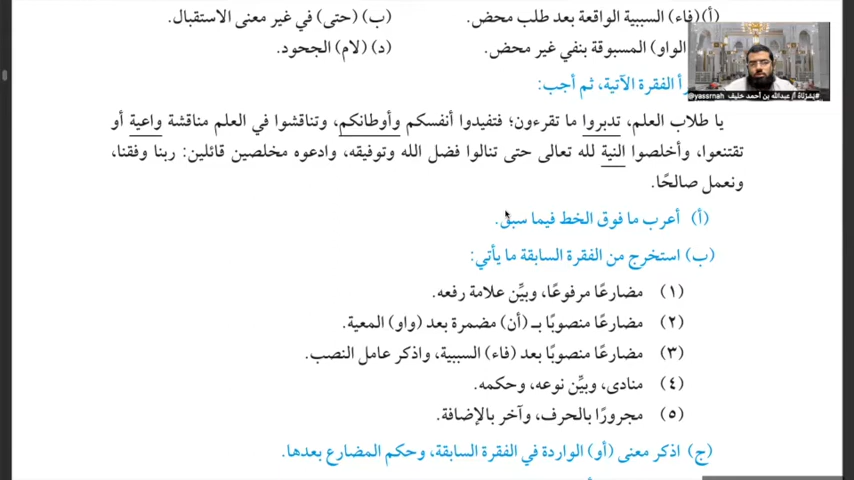 (أ) (فاء) السببية الواقعة بعد طلب محض. (ب) (حتى) في غير معنى الاستقبال.
الواو) المسبوقة بنفي غير محض. (د) (لام) الجحود.
رأ الفقرة الآتية، ثم أجب:
يا طلاب العلم، تدبروا ما تقرءون؛ فتفيدوا أنفسكم وأوطانكم، وتناقشوا في العلم مناقشة واعية أو
تقتنعوا، وأخلصوا النية لله تعالى حتى تنالوا فضل الله وتوفيقه، وادعوه مخلصين قائلين: ربنا وفقنا،
ونعمل صالحًا.
(أ) أعرب ما فوق الخط فيما سبق.
(ب) استخرج من الفقرة السابقة ما يأتي:
(١) مضارعًا مرفوعًا، وبيِّن علامة رفعه.
(٢) مضارعًا منصوبًا بـ (أن) مضمرة بعد (واو) المعية.
(٣) مضارعًا منصوبًا بعد (فاء) السببية، واذكر عامل النصب.
(٤) منادى، وبيِّن نوعه، وحكمه.
(٥) مجرورًا بالحرف، وآخر بالإضافة.
(ج) اذكر معنى (أو) الواردة في الفقرة السابقة، وحكم المضارع بعدها.
#يَسَّرْنَاهُ أ/ عبدالله بن أحمد خليف @yassrnah